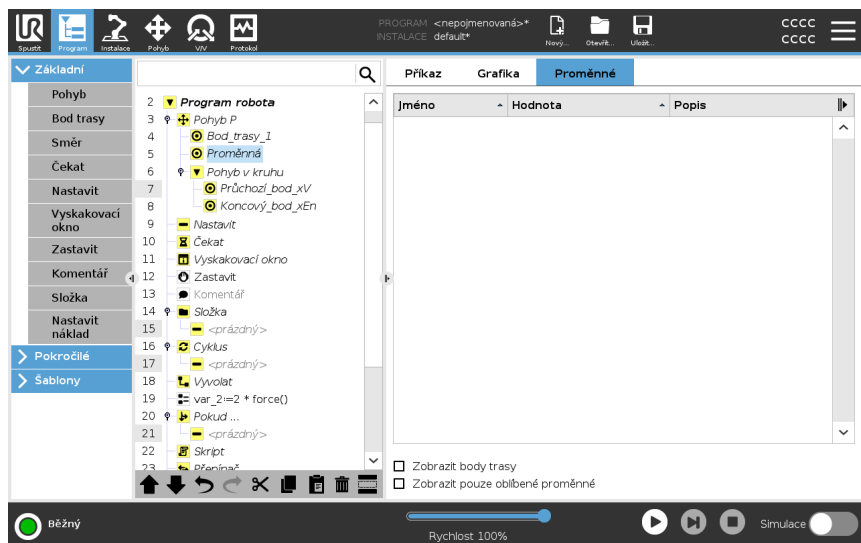 UR
Spustit
Program
Instalace
Pohyb
V/V
Protokol
PROGRAM <nepojmenovaná>*
INSTALACE default*
Nový...
Otevřít...
Uložit...
CCCC
CCCC
Základní
Pohyb
Bod trasy
Směr
Čekat
Nastavit
Vyskakovací
okno
Zastavit
Komentář
Složka
Nastavit
náklad
Pokročilé
Šablony
2 Program robota
3 Pohyb P
4 Bod_trasy_1
5 Proměnná
6 Pohyb v kruhu
7 Průchozí_bod_xV
8 Koncový_bod_xEn
9 Nastavit
10 Čekat
11 Vyskakovací okno
12 Zastavit
13 Komentář
14 Složka
15 <prázdný>
16 Cyklus
17 <prázdný>
18 Vyvolat
19 var_2:=2 * force()
20 Pokud ...
21 <prázdný>
22 Skript
23 Přepínač
Příkaz
Grafika
Proměnné
Jméno
Hodnota
Popis
Zobrazit body trasy
Zobrazit pouze oblíbené proměnné
Běžný
Rychlost 100%
Simulace